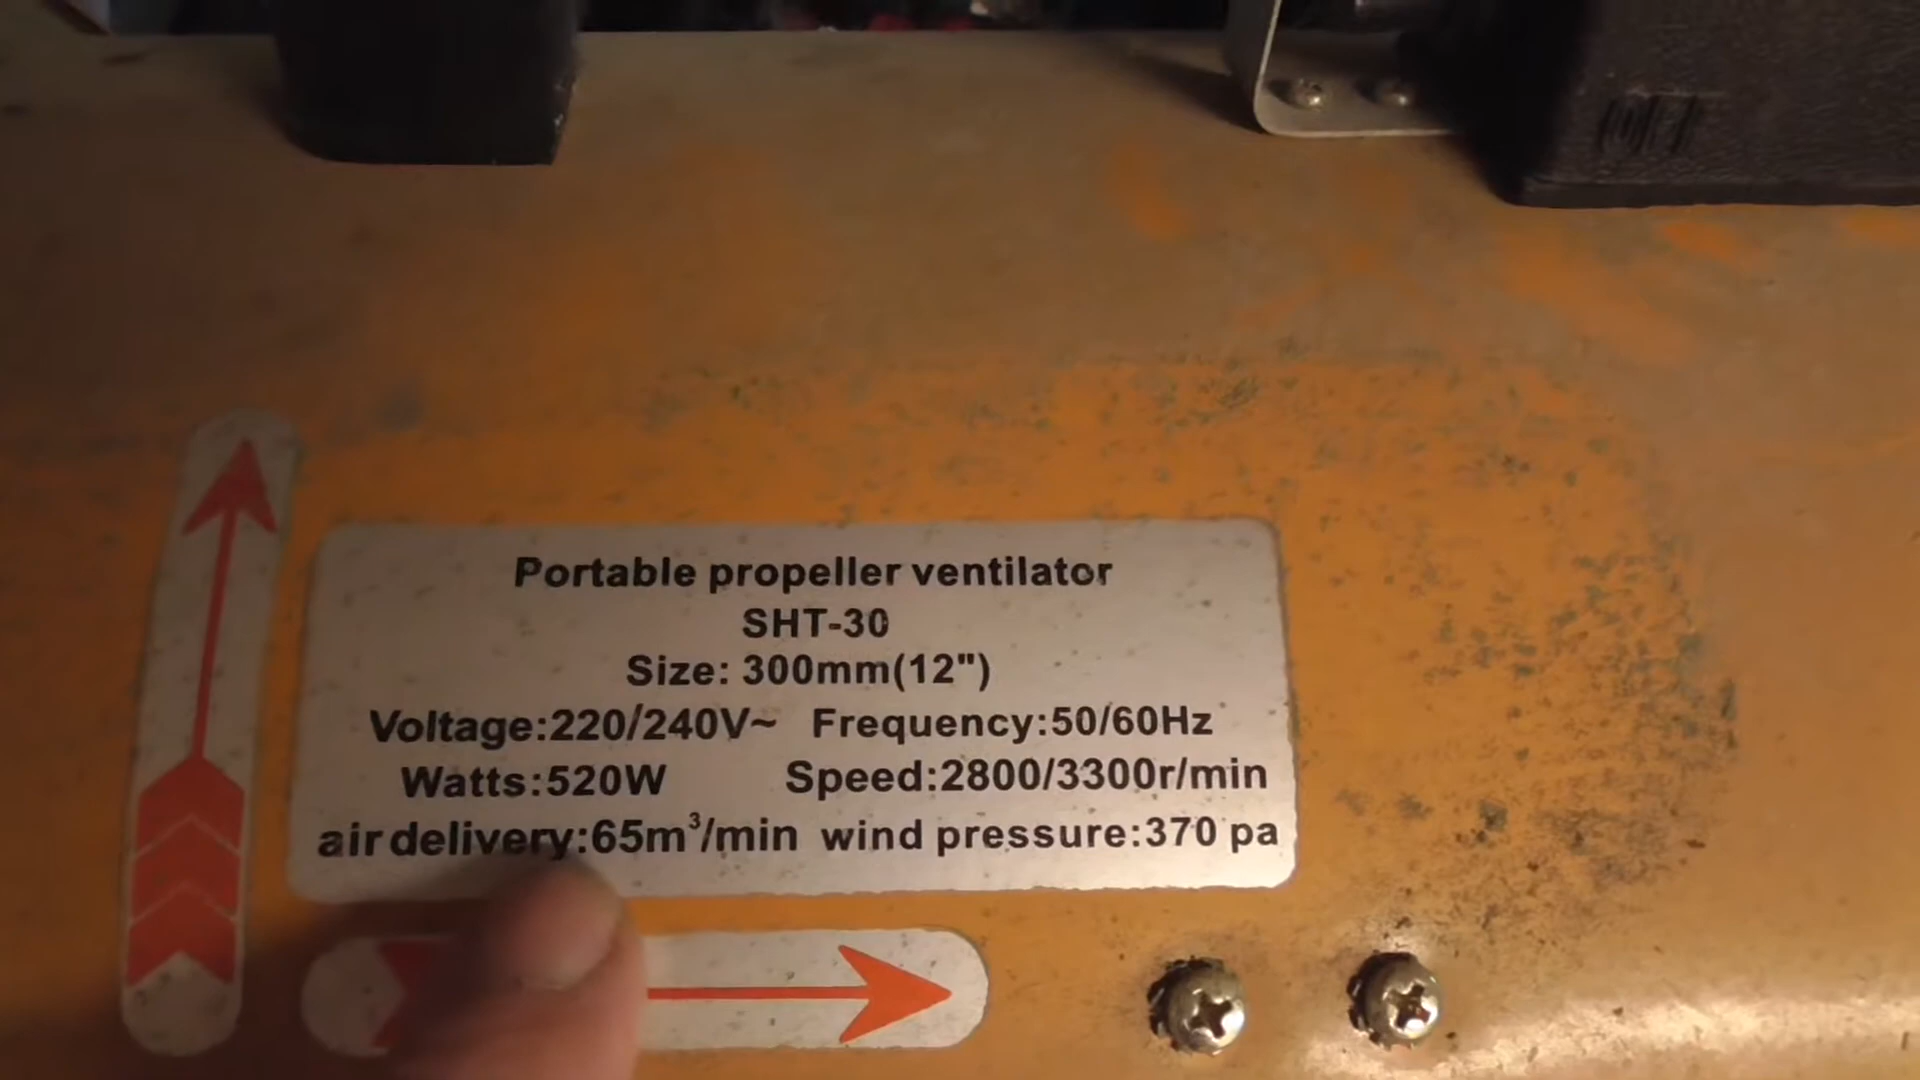 Portable propeller ventilator
SHT-30
Size: 300mm(12")
Voltage:220/240V~ Frequency:50/60Hz
Watts:520W Speed:2800/3300r/min
air delivery:65m³/min wind pressure:370 pa